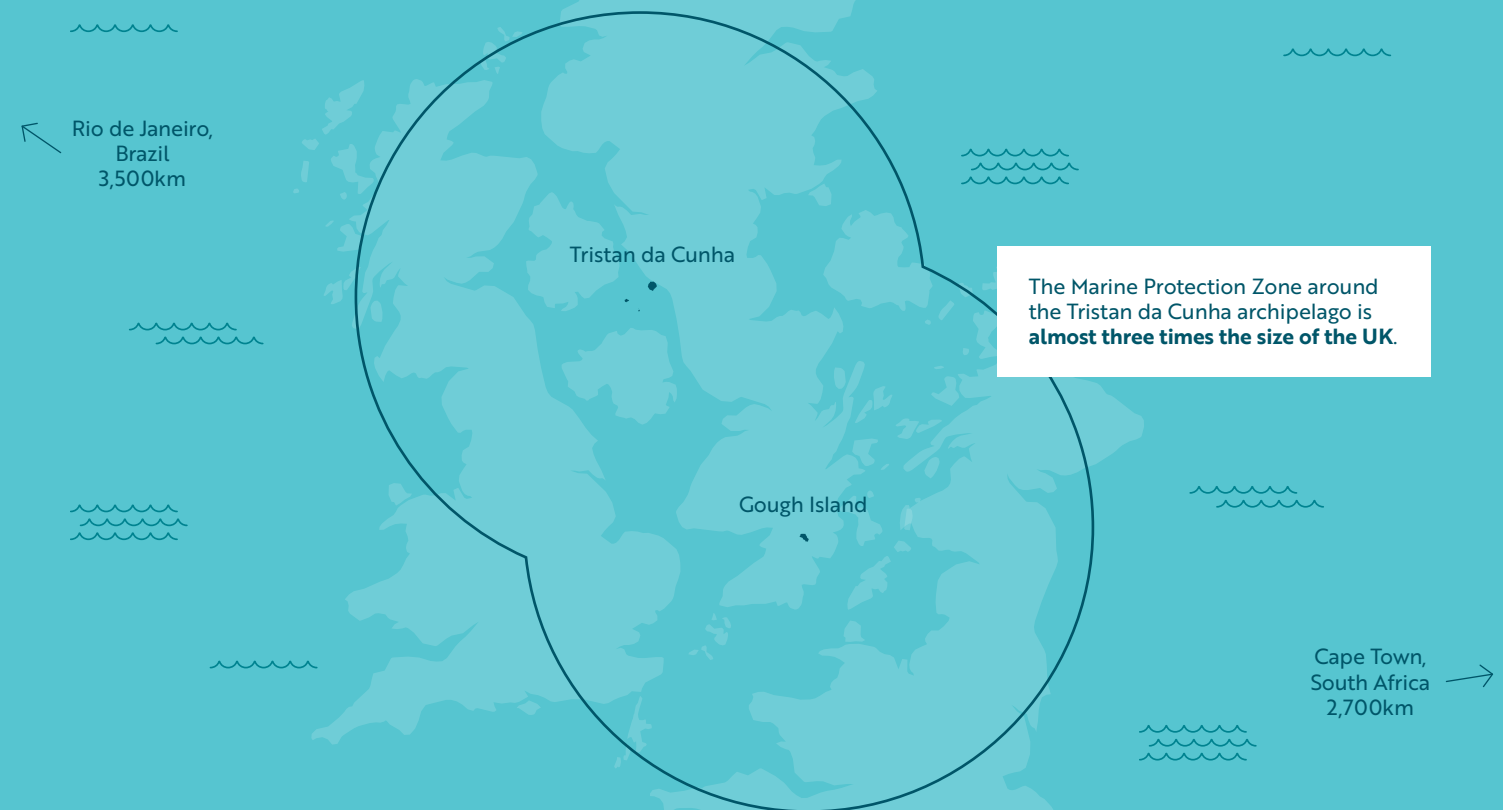 Rio de Janeiro,
Brazil
3,500km
Tristan da Cunha
The Marine Protection Zone around
the Tristan da Cunha archipelago is
almost three times the size of the UK.
Gough Island
Cape Town,
South Africa
2,700km